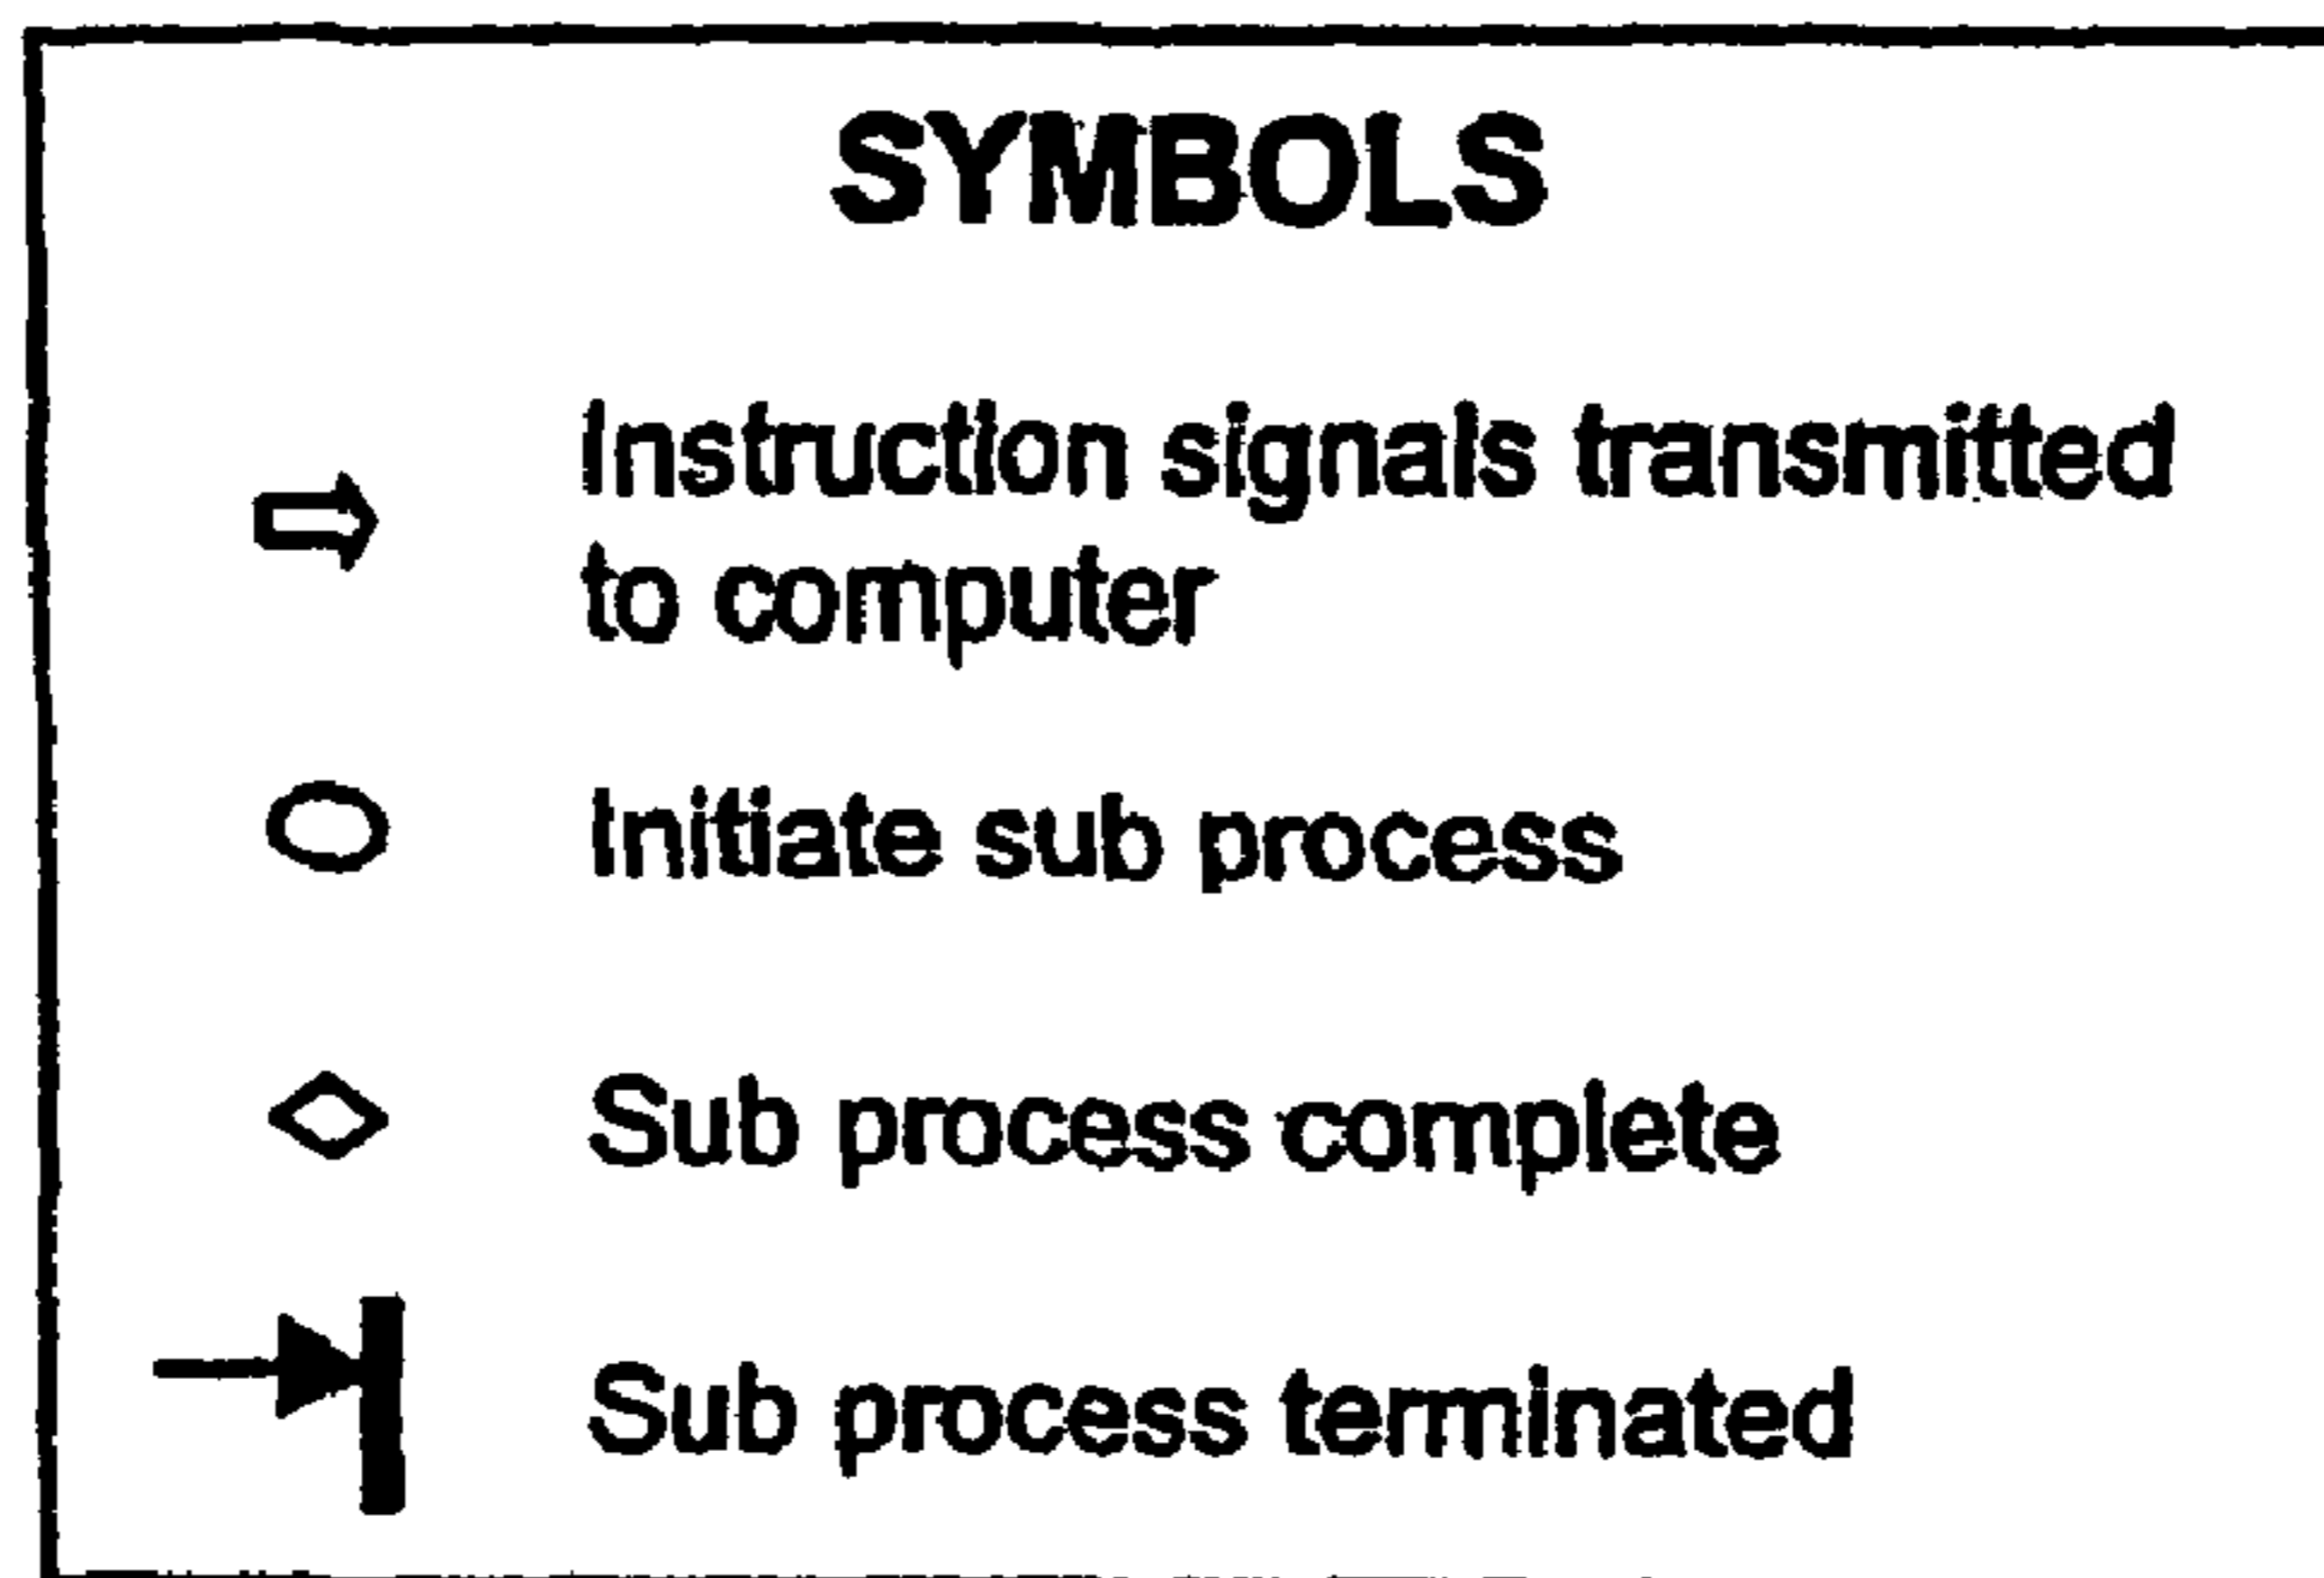 SYMBOLS
Instruction signals transmitted
to computer
Initiate sub process
Sub process complete
Sub process terminated